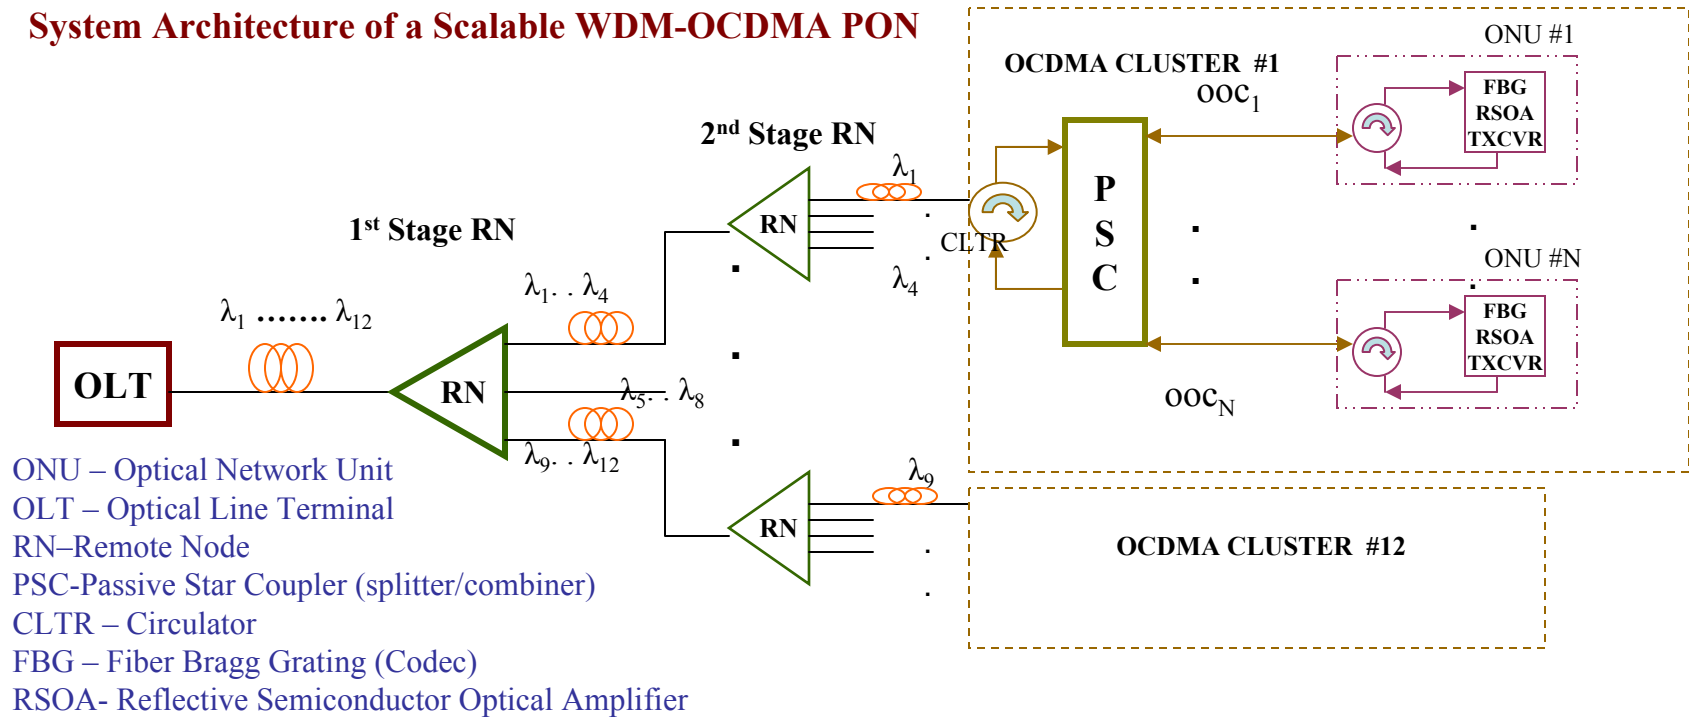 System Architecture of a Scalable WDM-OCDMA PON
ONU #1
OCDMA CLUSTER #1
OOC1
FBG
RSOA
TXCVR
2nd Stage RN
λ1
RN
P
S
C
1st Stage RN
CLTR
λ4
ONU #N
λ1. . λ4
λ1 ....... λ12
FBG
RSOA
TXCVR
OLT
RN
λ5. . λ8
OOCN
λ9. . λ12
λ9
RN
OCDMA CLUSTER #12
ONU – Optical Network Unit
OLT – Optical Line Terminal
RN–Remote Node
PSC-Passive Star Coupler (splitter/combiner)
CLTR – Circulator
FBG – Fiber Bragg Grating (Codec)
RSOA- Reflective Semiconductor Optical Amplifier